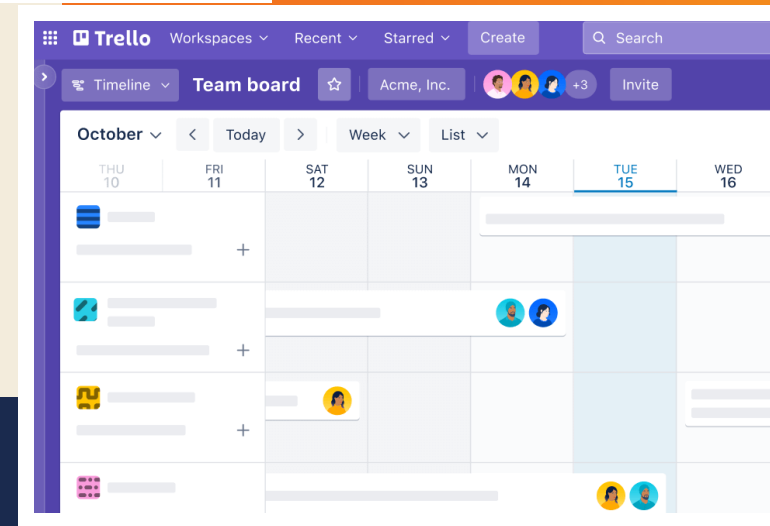 Trello Workspaces Recent Starred Create Search
Timeline Team board Acme, Inc. +3 Invite
October Today Week List
THU FRI SAT SUN MON TUE WED
10 11 12 13 14 15 16